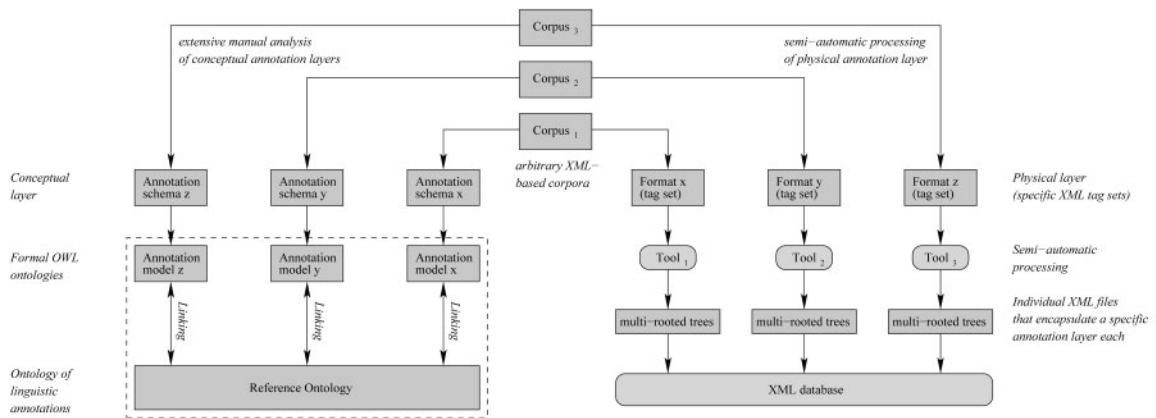 Corpus 3
extensive manual analysis
of conceptual annotation layers
semi-automatic processing
of physical annotation layer
Corpus 2
Corpus 1
arbitrary XML-
based corpora
Conceptual
layer
Annotation
schema z
Annotation
schema y
Annotation
schema x
Format x
(tag set)
Format y
(tag set)
Format z
(tag set)
Physical layer
(specific XML tag sets)
Formal OWL
ontologies
Annotation
model z
Annotation
model y
Annotation
model x
Tool 1
Tool 2
Tool 3
Semi-automatic
processing
Linking
Linking
Linking
multi-rooted trees
multi-rooted trees
multi-rooted trees
Individual XML files
that encapsulate a specific
annotation layer each
Ontology of
linguistic
annotations
Reference Ontology
XML database